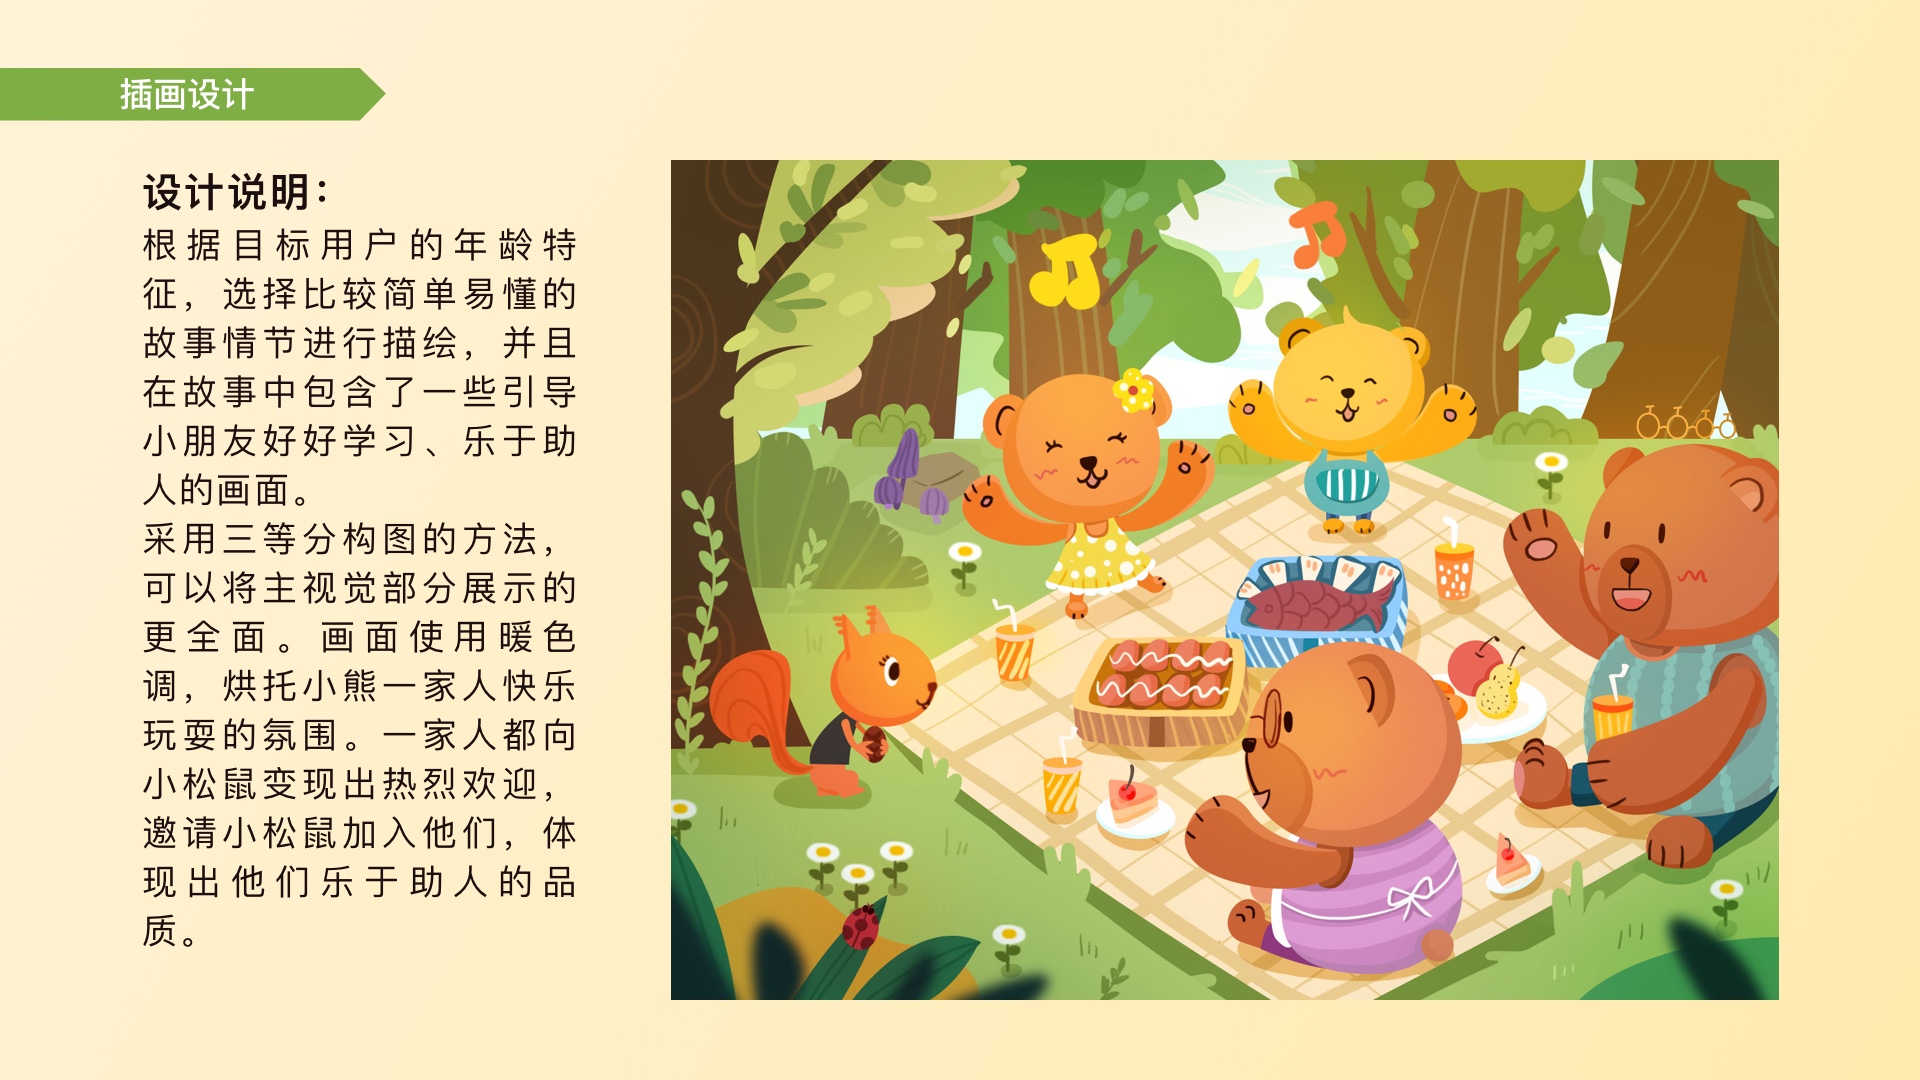 插画设计
设计说明：
根据目标用户的年龄特
征，选择比较简单易懂的
故事情节进行描绘，并且
在故事中包含了一些引导
小朋友好好学习、乐于助
人的画面。
采用三等分构图的方法，
可以将主视觉部分展示的
更全面。画面使用暖色
调，烘托小熊一家人快乐
玩耍的氛围。一家人都向
小松鼠变现出热烈欢迎，
邀请小松鼠加入他们，体
现出他们乐于助人的品
质。